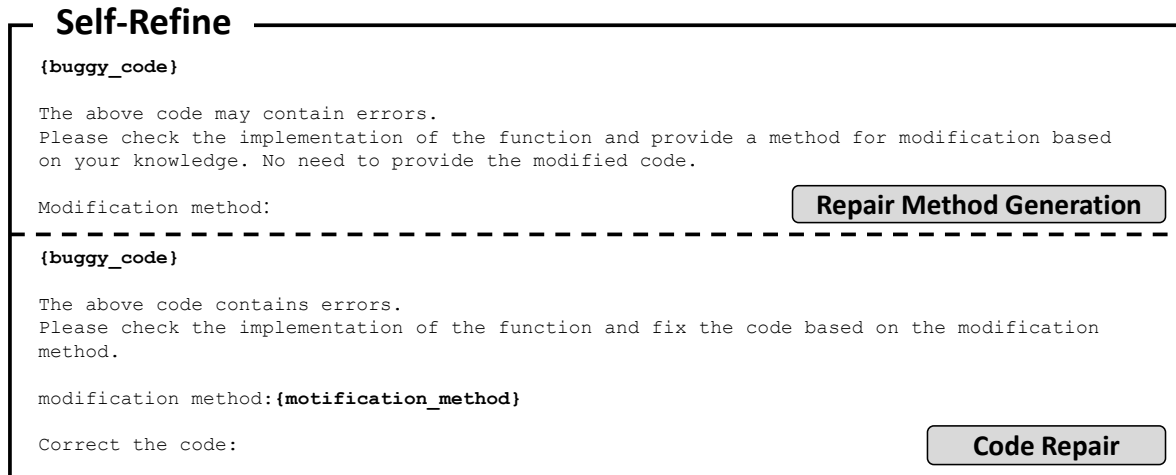 Self-Refine
{buggy_code}
The above code may contain errors.
Please check the implementation of the function and provide a method for modification based
on your knowledge. No need to provide the modified code.
Modification method:
Repair Method Generation
{buggy_code}
The above code contains errors.
Please check the implementation of the function and fix the code based on the modification
method.
modification method:{motification_method}
Correct the code:
Code Repair